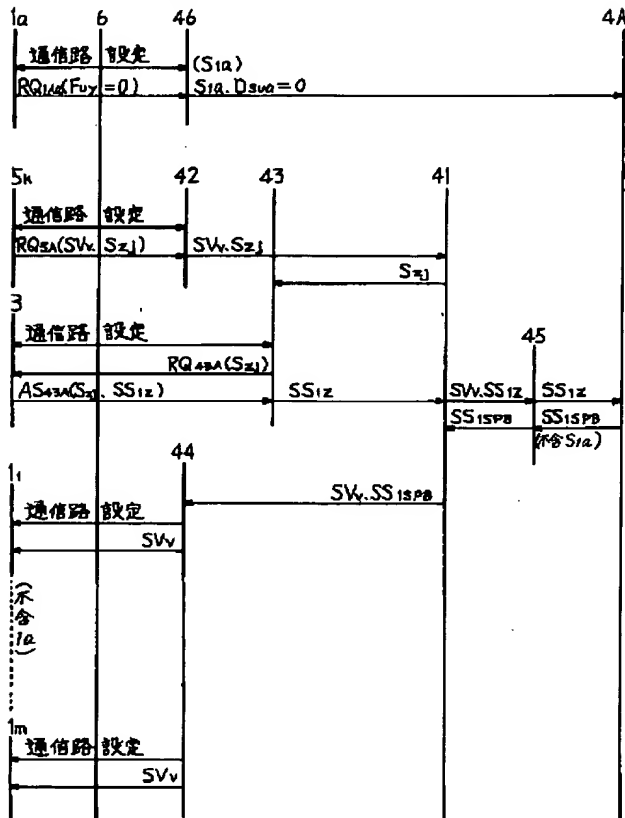 1a 6 46 4A
通信路 設定 (S1a)
RQ14α(Fuy=0) S1a.Dsua=0
5k 42 43 41
通信路 設定
RQ5A(SVv.Szj) SVv.Szj
Szj
3
通信路 設定 45
RQ43A(Szj)
AS43A(Szj.SS1z) SS1z SVv.SS1z SS1z
SS1SPB SS1SPB
(不含S1a)
11 44
SVv.SS1SPB
通信路 設定
SVv
(不含1a)
1m
通信路 設定
SVv